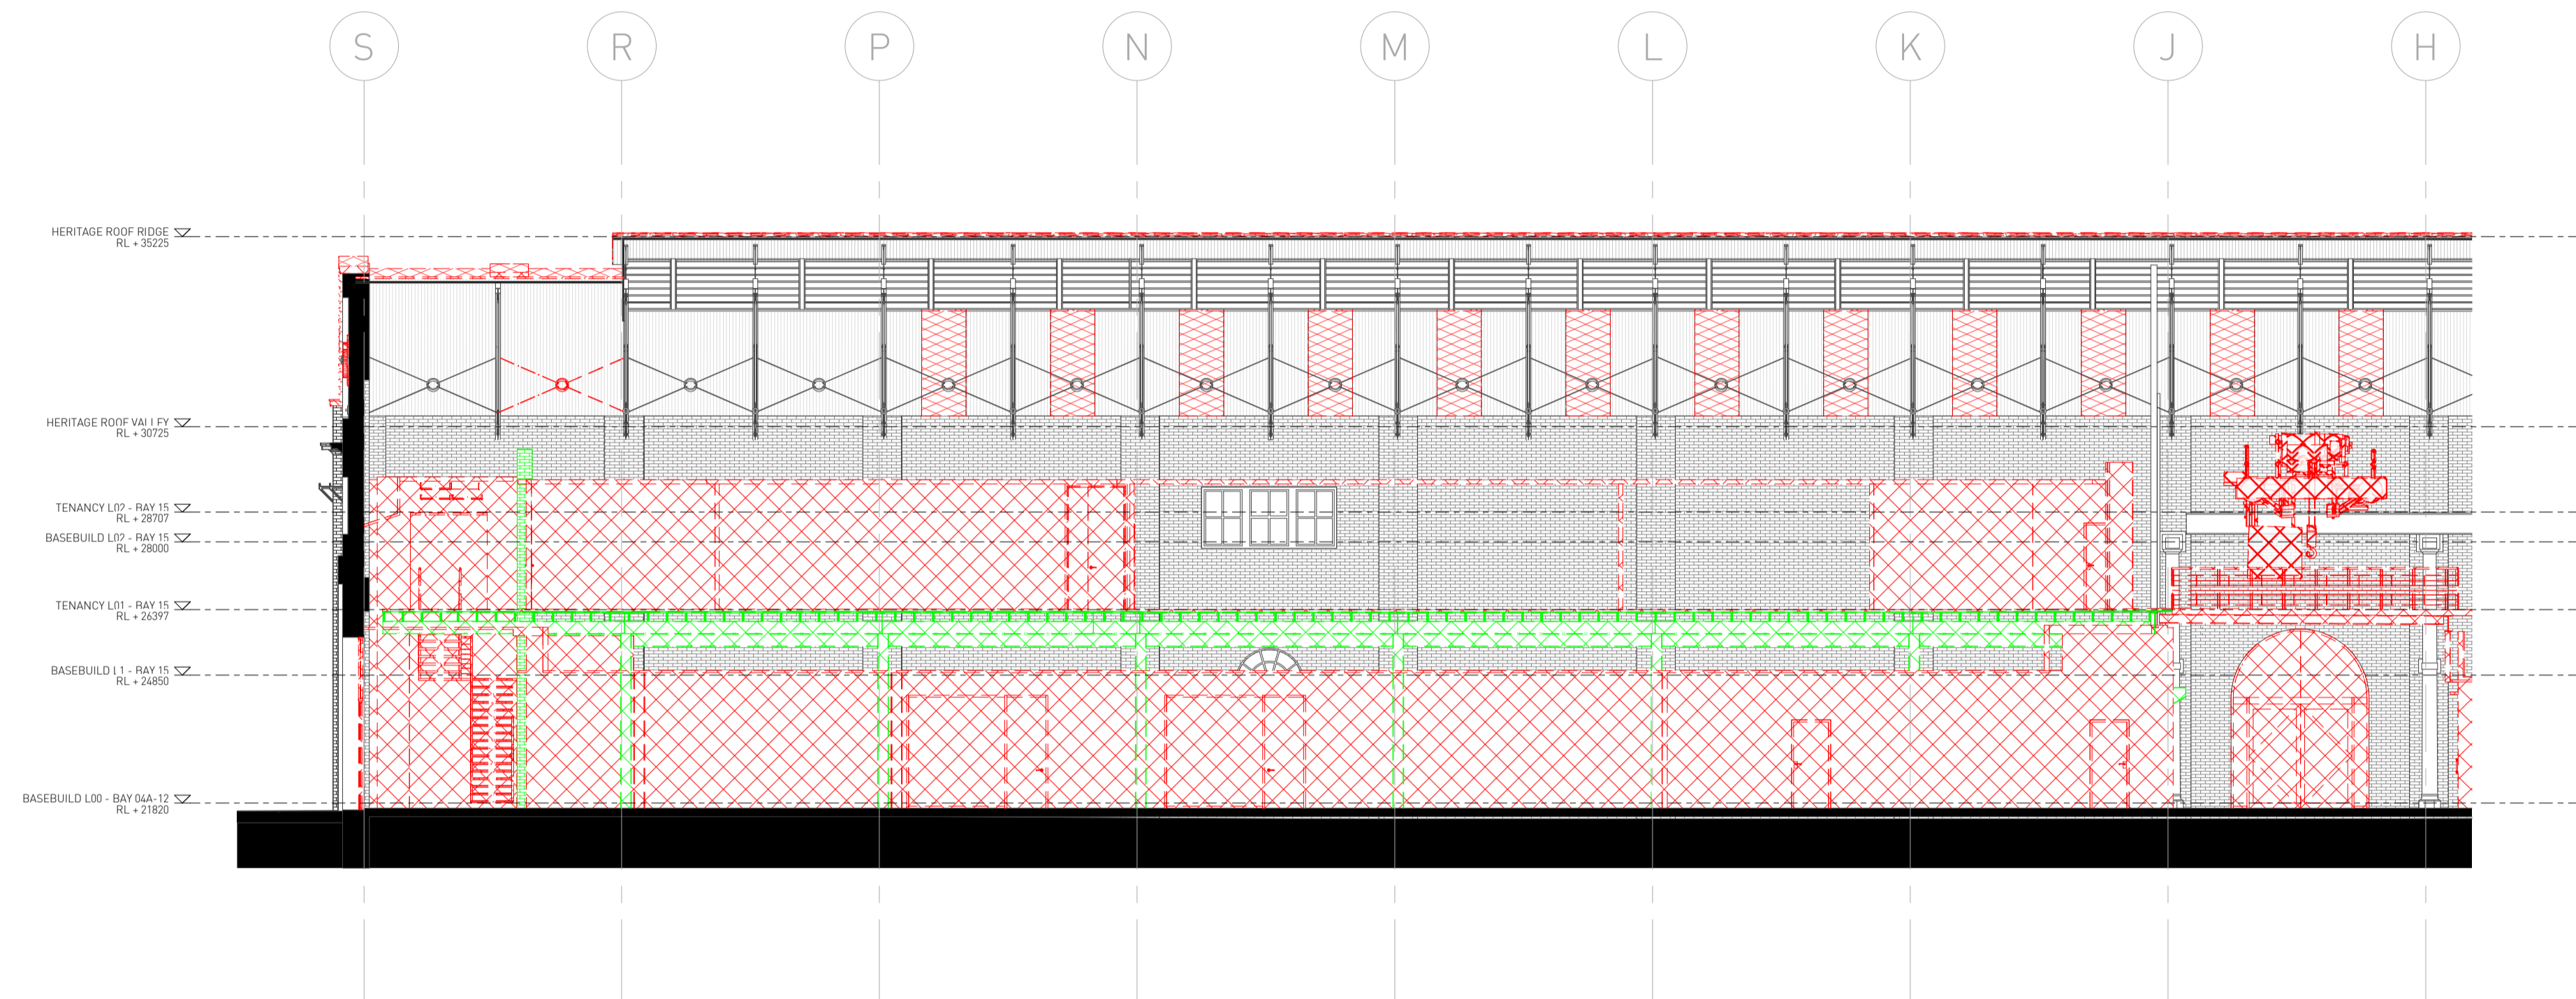 S R P N M L K J H
HERITAGE ROOF RIDGE
RL + 35225
HERITAGE ROOF VALLEY
RL + 30725
TENANCY L02 - BAY 15
RL + 28707
BASEBUILD L02 - BAY 15
RL + 28000
TENANCY L01 - BAY 15
RL + 26397
BASEBUILD L1 - BAY 15
RL + 24850
BASEBUILD L00 - BAY 04A-12
RL + 21820